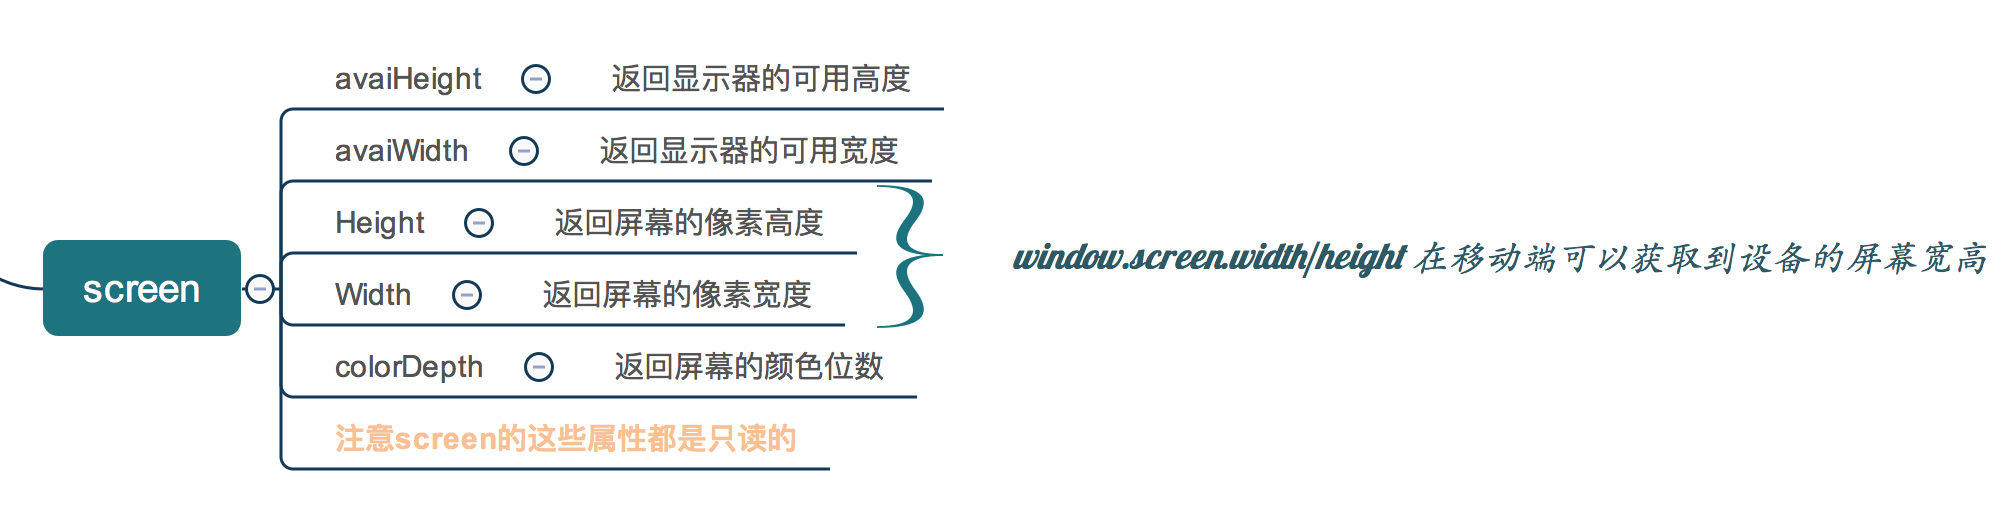 avaiHeight 返回显示器的可用高度
avaiWidth 返回显示器的可用宽度
Height 返回屏幕的像素高度
window.screen.width/height 在移动端可以获取到设备的屏幕宽高
screen
Width 返回屏幕的像素宽度
colorDepth 返回屏幕的颜色位数
注意screen的这些属性都是只读的